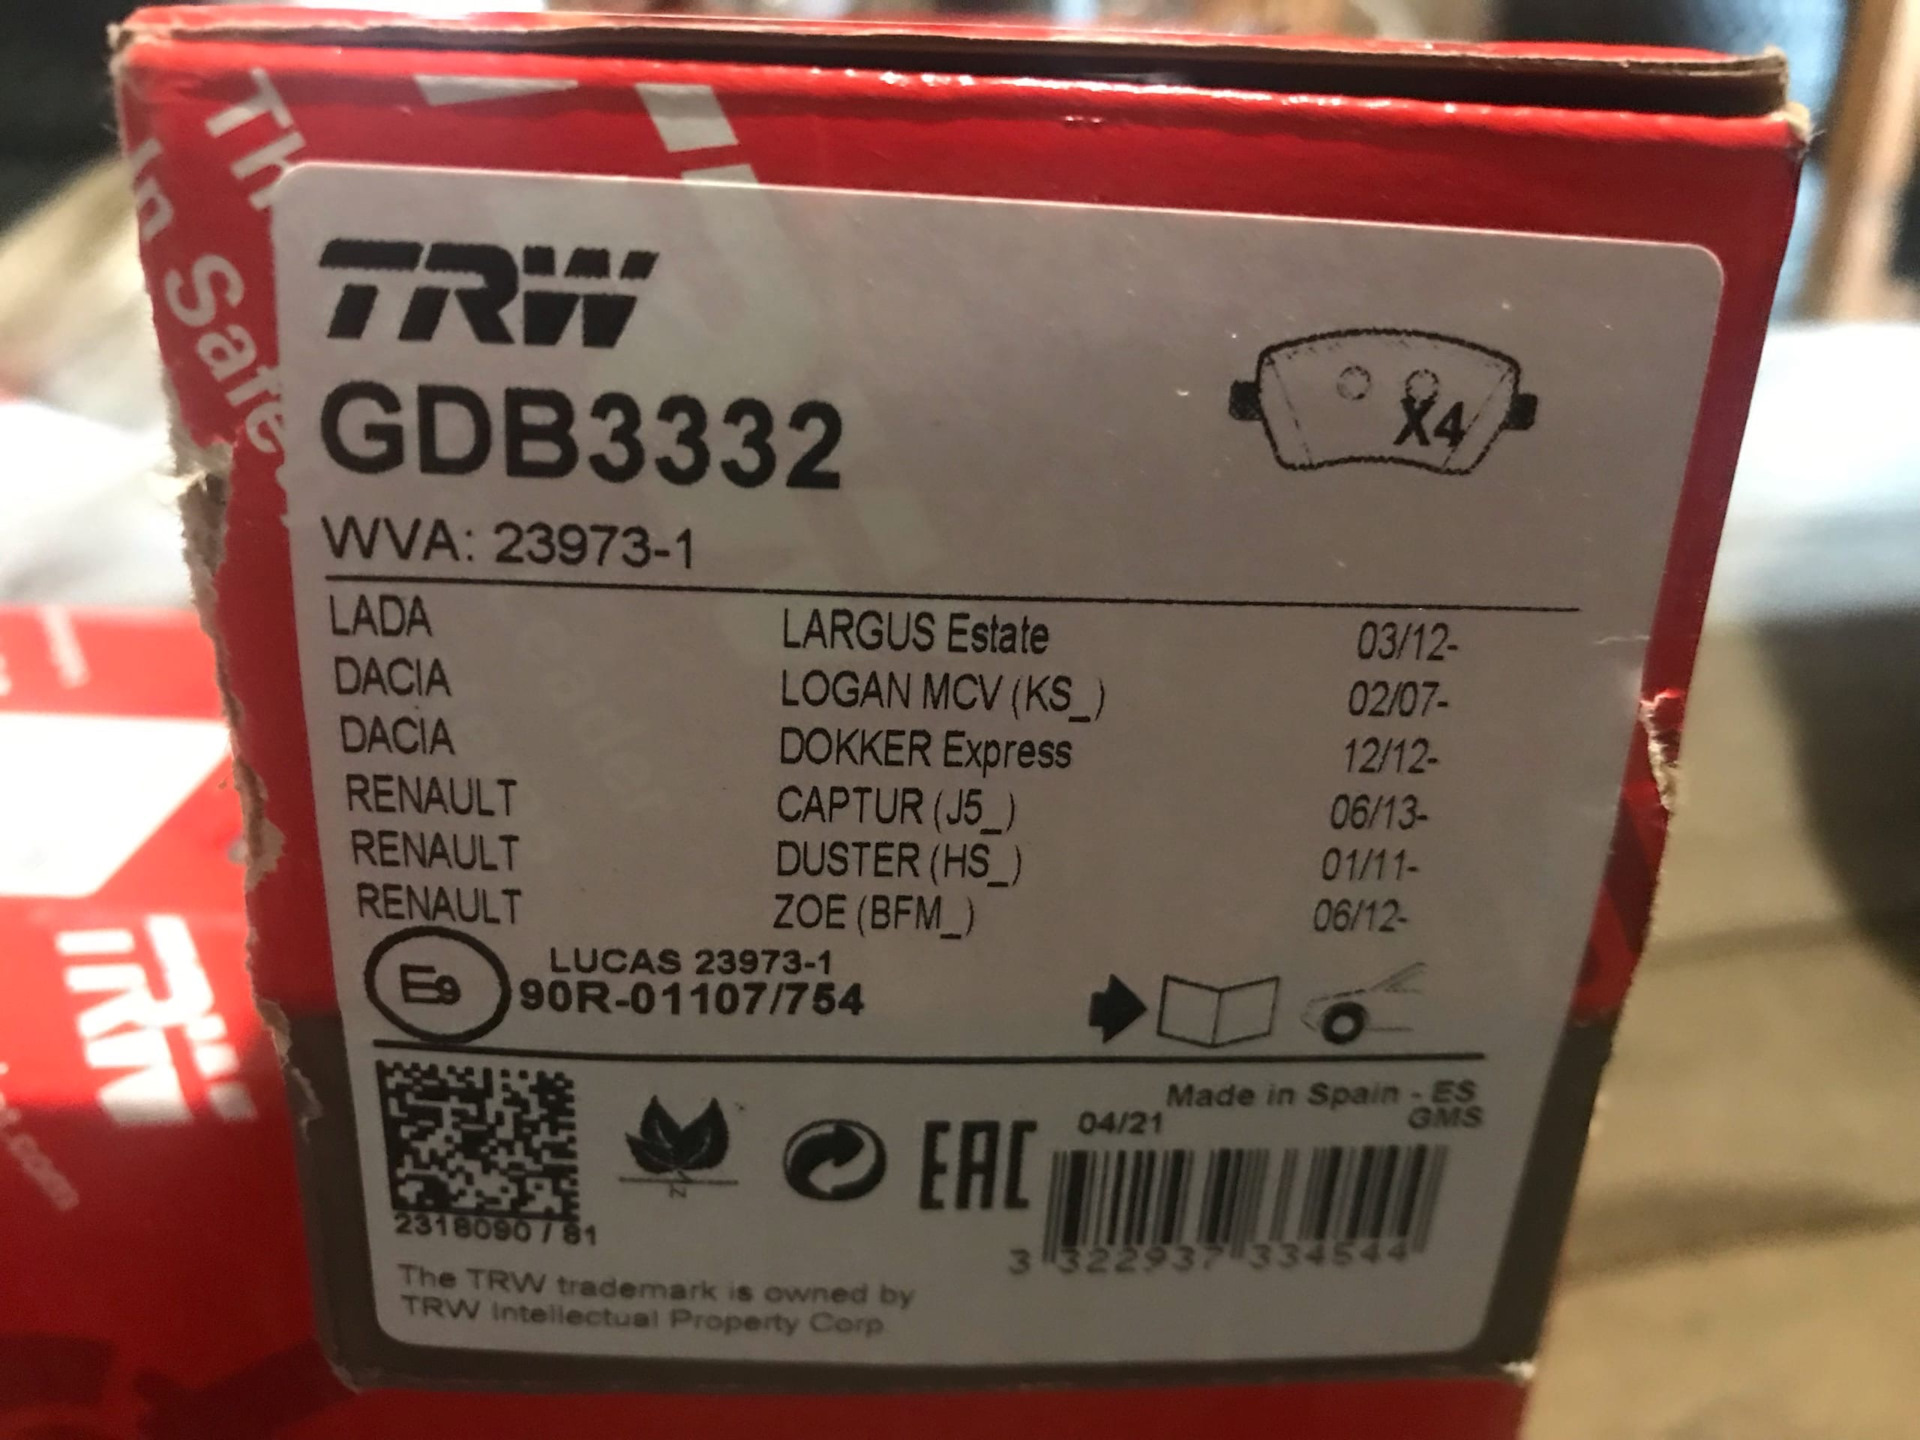 Th
In Safe
TRW
GDB3332
X4
WVA: 23973-1
LADA LARGUS Estate 03/12-
DACIA LOGAN MCV (KS_) 02/07-
DACIA DOKKER Express 12/12-
RENAULT CAPTUR (J5_) 06/13-
RENAULT DUSTER (HS_) 01/11-
RENAULT ZOE (BFM_) 06/12-
E9
LUCAS 23973-1
90R-01107/754
Made in Spain - ES
04/21 GMS
N
EAC
2318090 / 81
3 322937 334544
The TRW trademark is owned by
TRW Intellectual Property Corp
TRW